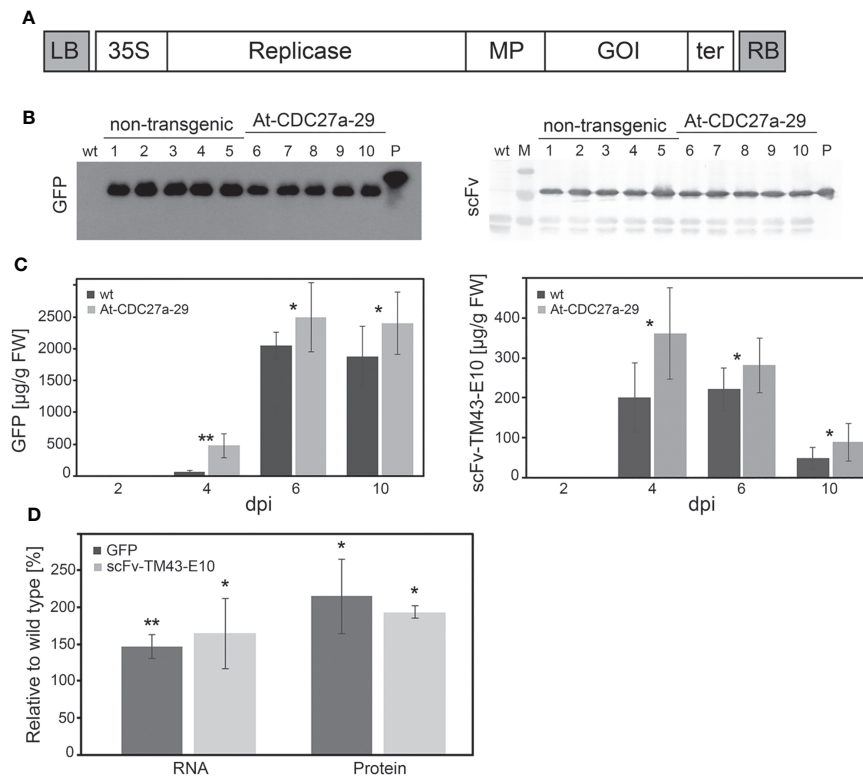 A
LB 35S Replicase MP GOI ter RB
B
non-transgenic At-CDC27a-29
wt 1 2 3 4 5 6 7 8 9 10 P
GFP
non-transgenic At-CDC27a-29
wt M 1 2 3 4 5 6 7 8 9 10 P
scFv
C
GFP [µg/g FW]
wt
At-CDC27a-29
2500
2000
1500
1000
500
0
** * *
2 4 6 10
dpi
scFv-TM43-E10 [µg/g FW]
wt
At-CDC27a-29
400
300
200
100
0
* * *
2 4 6 10
dpi
D
Relative to wild type [%]
GFP
scFv-TM43-E10
250
200
150
100
50
0
** * * *
RNA Protein